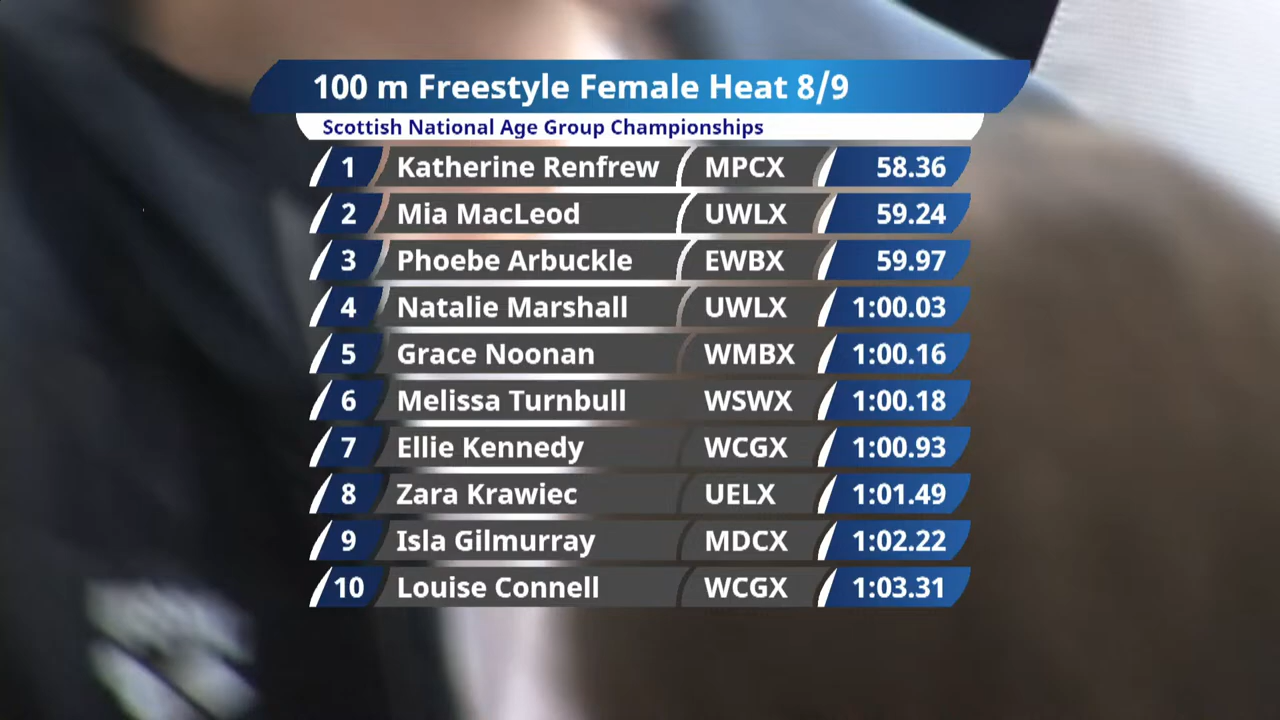 100 m Freestyle Female Heat 8/9
Scottish National Age Group Championships
1 Katherine Renfrew MPCX 58.36
2 Mia MacLeod UWLX 59.24
3 Phoebe Arbuckle EWBX 59.97
4 Natalie Marshall UWLX 1:00.03
5 Grace Noonan WMBX 1:00.16
6 Melissa Turnbull WSWX 1:00.18
7 Ellie Kennedy WCGX 1:00.93
8 Zara Krawiec UELX 1:01.49
9 Isla Gilmurray MDCX 1:02.22
10 Louise Connell WCGX 1:03.31